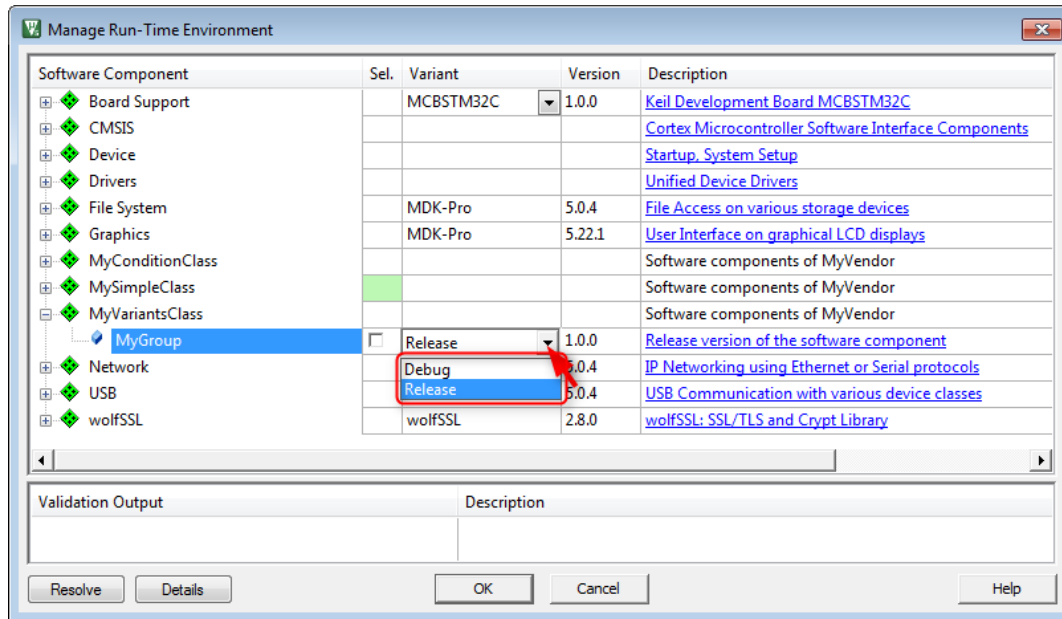 Manage Run-Time Environment
Software Component Sel. Variant Version Description
Board Support MCBSTM32C 1.0.0 Keil Development Board MCBSTM32C
CMSIS Cortex Microcontroller Software Interface Components
Device Startup, System Setup
Drivers Unified Device Drivers
File System MDK-Pro 5.0.4 File Access on various storage devices
Graphics MDK-Pro 5.22.1 User Interface on graphical LCD displays
MyConditionClass Software components of MyVendor
MySimpleClass Software components of MyVendor
MyVariantsClass Software components of MyVendor
MyGroup Release 1.0.0 Release version of the software component
Network Debug 5.0.4 IP Networking using Ethernet or Serial protocols
USB Release 5.0.4 USB Communication with various device classes
wolfSSL wolfSSL 2.8.0 wolfSSL: SSL/TLS and Crypt Library
Validation Output Description
Resolve Details OK Cancel Help